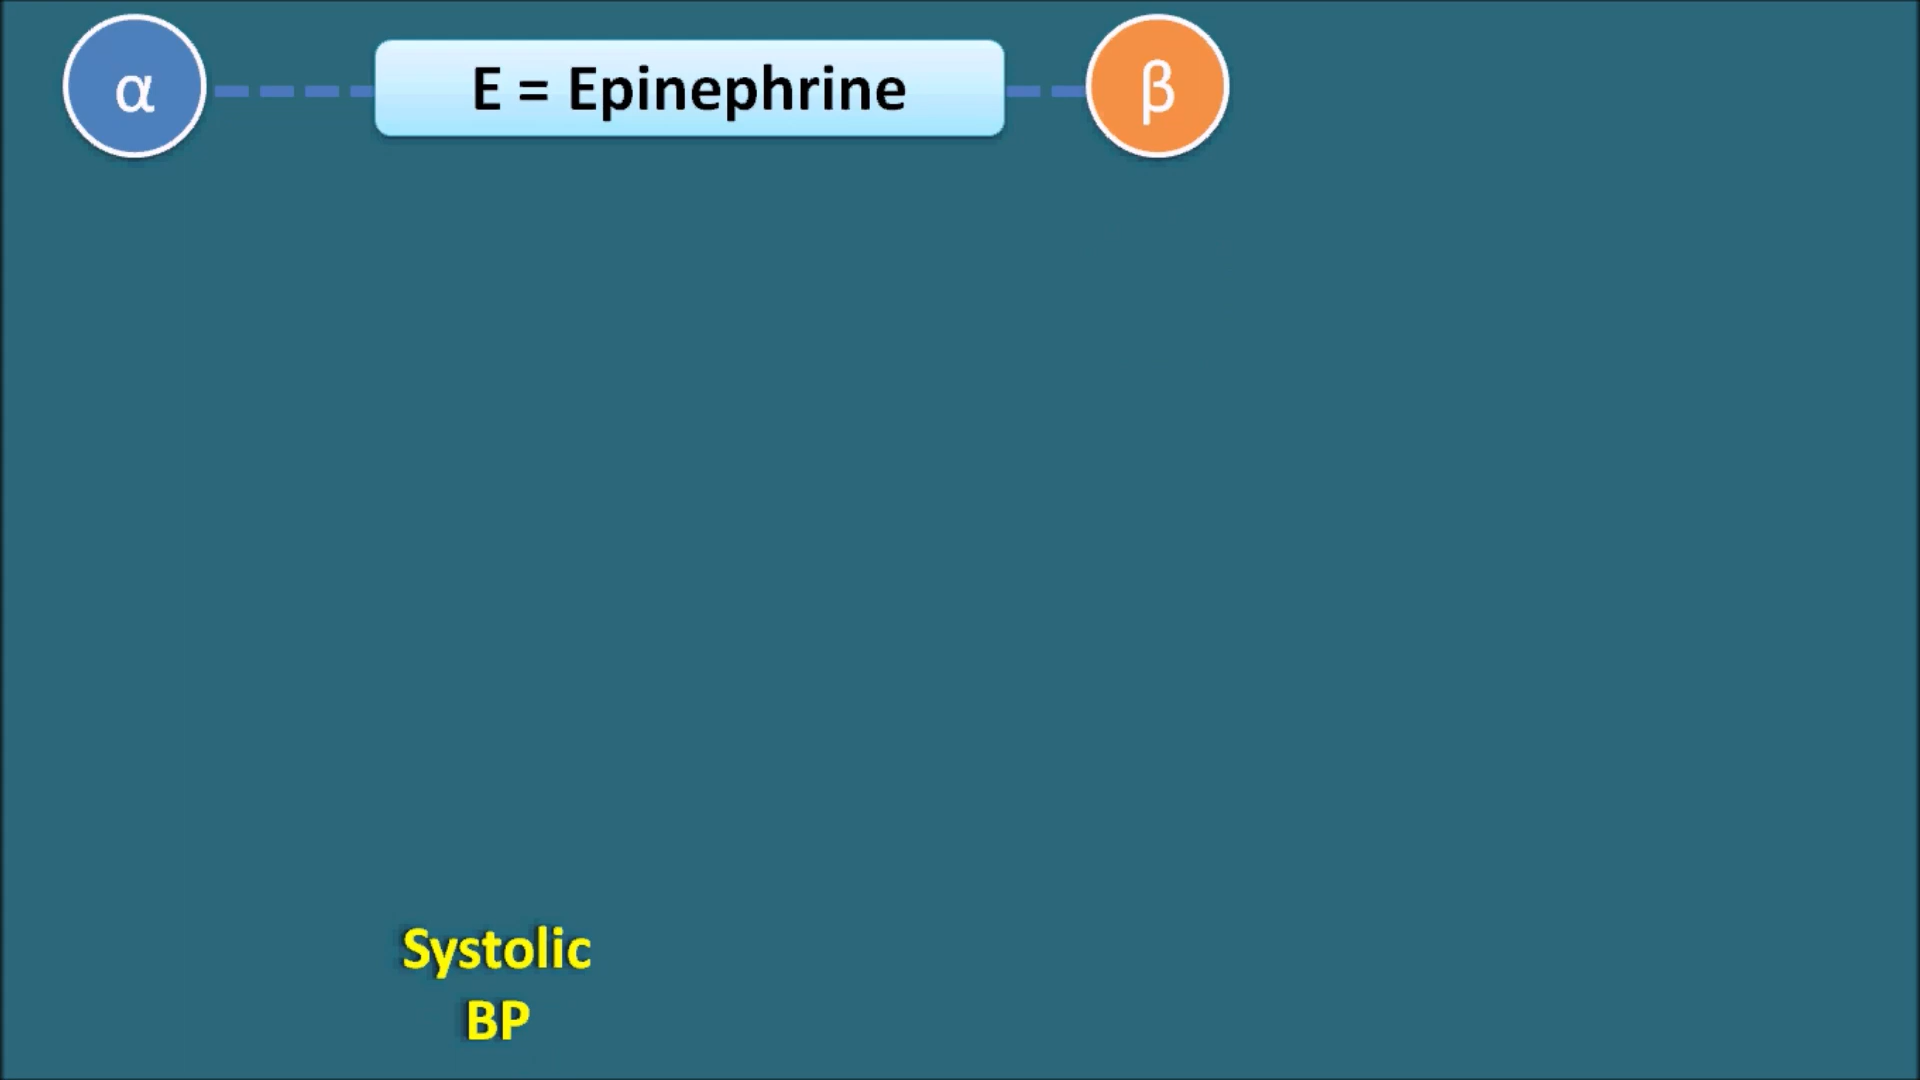 α
E = Epinephrine
β
Systolic
BP